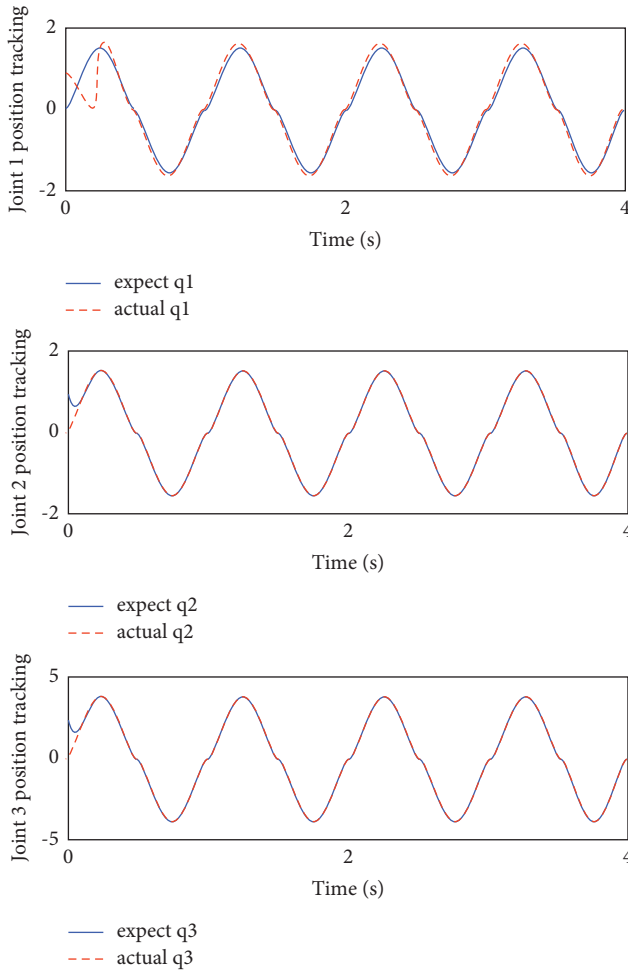 Joint 1 position tracking
2
0
-2
0
2
4
Time (s)
expect q1
actual q1
Joint 2 position tracking
2
0
-2
0
2
4
Time (s)
expect q2
actual q2
Joint 3 position tracking
5
0
-5
0
2
4
Time (s)
expect q3
actual q3